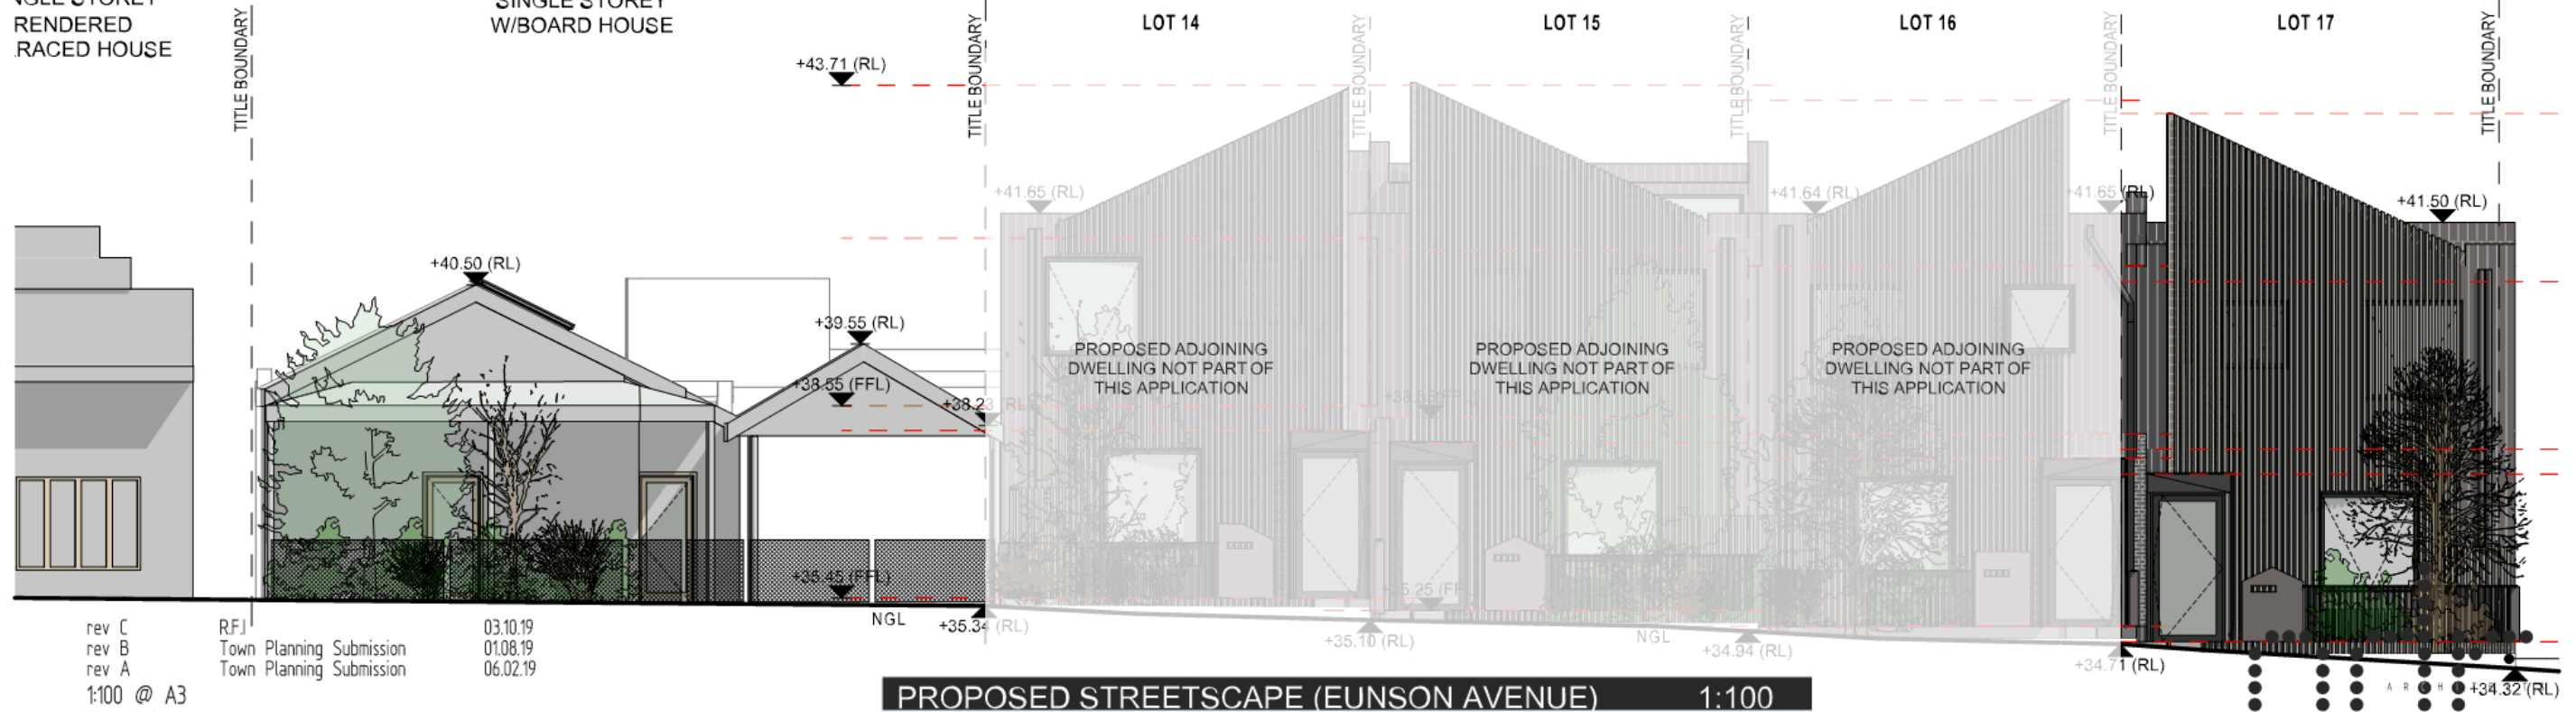 RENDERED
RACED HOUSE
SINGLE STOREY
W/BOARD HOUSE
TITLE BOUNDARY
TITLE BOUNDARY
LOT 14
TITLE BOUNDARY
LOT 15
TITLE BOUNDARY
LOT 16
TITLE BOUNDARY
LOT 17
TITLE BOUNDARY
+43.71 (RL)
+41.65 (RL)
+41.64 (RL)
+41.65 (RL)
+41.50 (RL)
+40.50 (RL)
+39.55 (RL)
+38.55 (FFL)
+38.23
PROPOSED ADJOINING
DWELLING NOT PART OF
THIS APPLICATION
PROPOSED ADJOINING
DWELLING NOT PART OF
THIS APPLICATION
PROPOSED ADJOINING
DWELLING NOT PART OF
THIS APPLICATION
+35.45 (FFL)
NGL
+35.34 (RL)
+35.10 (RL)
NGL
+34.94 (RL)
+34.71 (RL)
+34.32 (RL)
rev C R.F.I 03.10.19
rev B Town Planning Submission 01.08.19
rev A Town Planning Submission 06.02.19
1:100 @ A3
PROPOSED STREETSCAPE (EUNSON AVENUE) 1:100